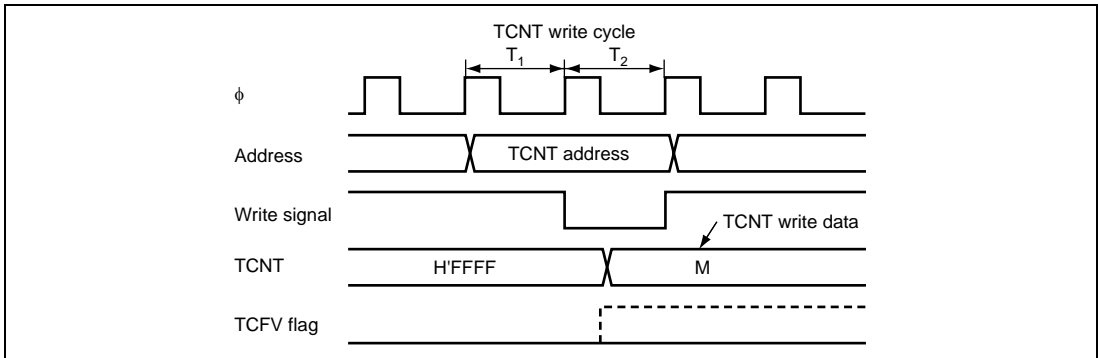 TCNT write cycle
T1 T2
ϕ
Address
TCNT address
Write signal
TCNT write data
TCNT
H'FFFF
M
TCFV flag